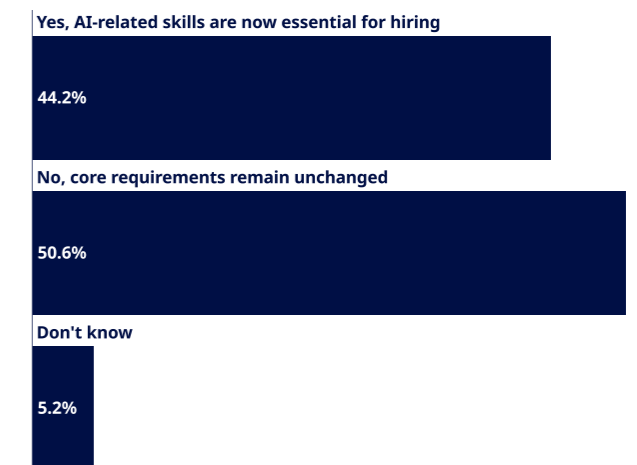 Yes, AI-related skills are now essential for hiring
44.2%
No, core requirements remain unchanged
50.6%
Don't know
5.2%